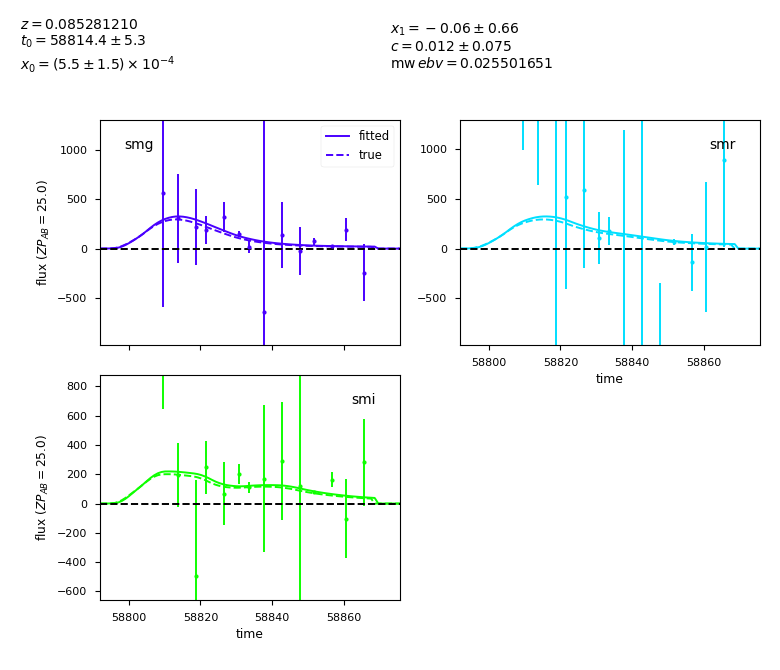 z = 0.085281210
t₀ = 58814.4 ± 5.3
x₀ = (5.5 ± 1.5) × 10⁻⁴
x₁ = −0.06 ± 0.66
c = 0.012 ± 0.075
mw ebv = 0.025501651
smg
fitted
true
1000
500
0
−500
flux (ZP_AB = 25.0)
smr
1000
500
0
−500
58800 58820 58840 58860
time
smi
800
600
400
200
0
−200
−400
−600
flux (ZP_AB = 25.0)
58800 58820 58840 58860
time